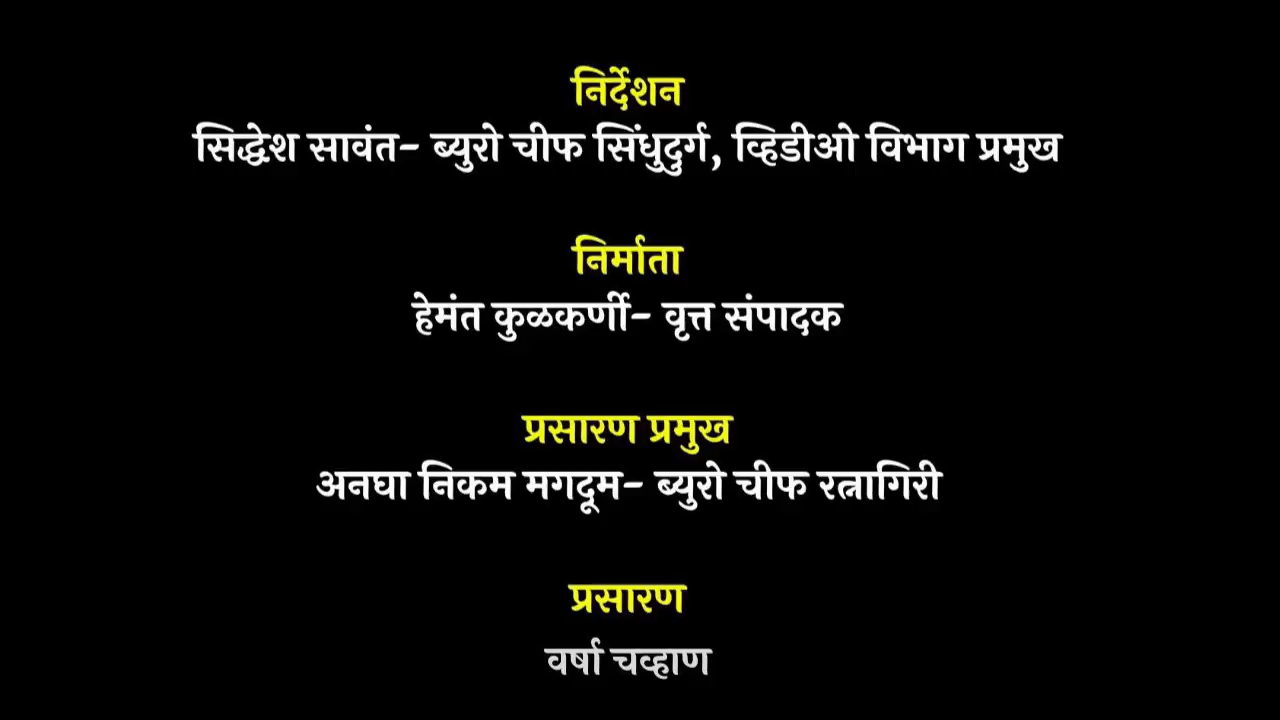 निर्देशन
सिद्धेश सावंत- ब्युरो चीफ सिंधुदुर्ग, व्हिडीओ विभाग प्रमुख
निर्माता
हेमंत कुळकर्णी- वृत्त संपादक
प्रसारण प्रमुख
अनघा निकम मगदूम- ब्युरो चीफ रत्नागिरी
प्रसारण
वर्षा चव्हाण